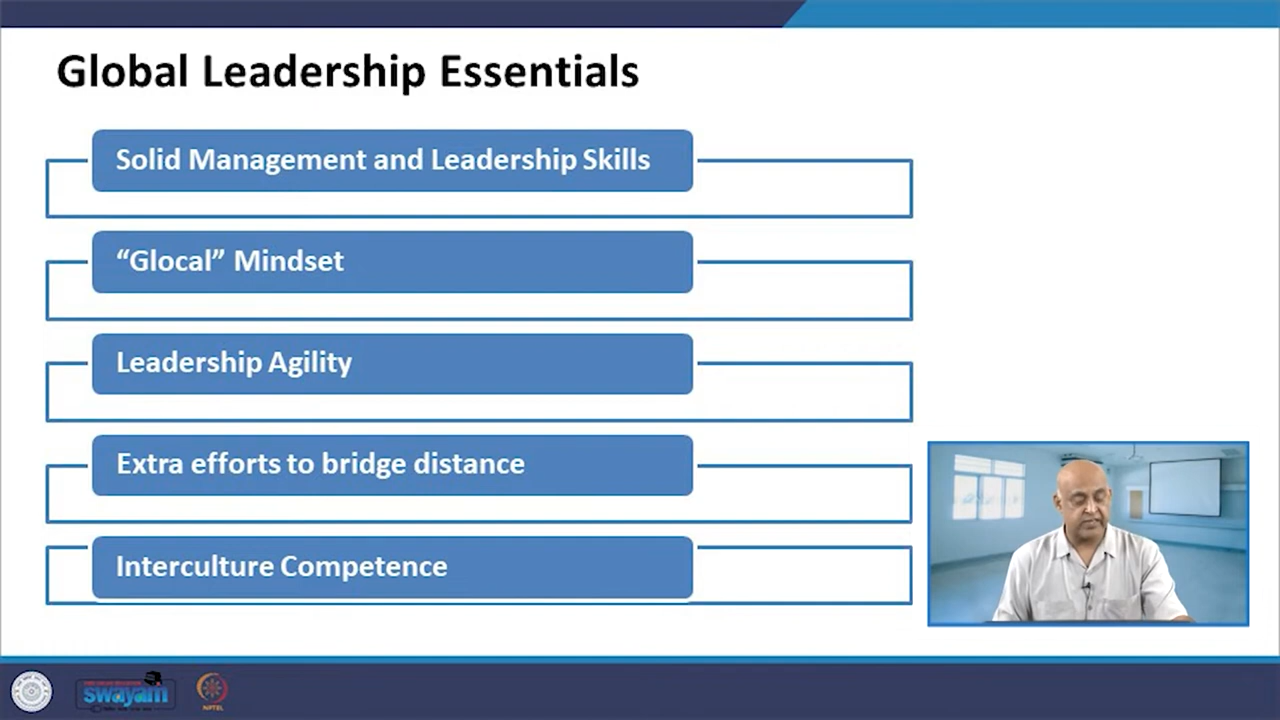 Global Leadership Essentials
Solid Management and Leadership Skills
“Glocal” Mindset
Leadership Agility
Extra efforts to bridge distance
Interculture Competence
swayam
NPTEL